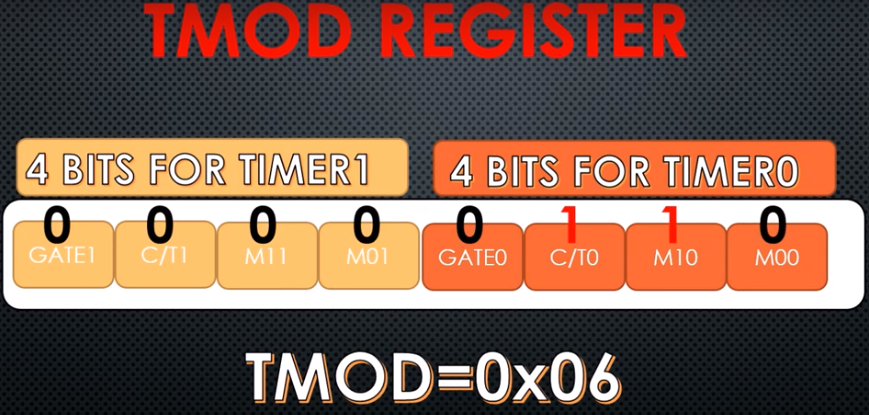 TMOD REGISTER
4 BITS FOR TIMER1 4 BITS FOR TIMER0
0 0 0 0 0 1 1 0
GATE1 C/T1 M11 M01 GATE0 C/T0 M10 M00
TMOD=0x06